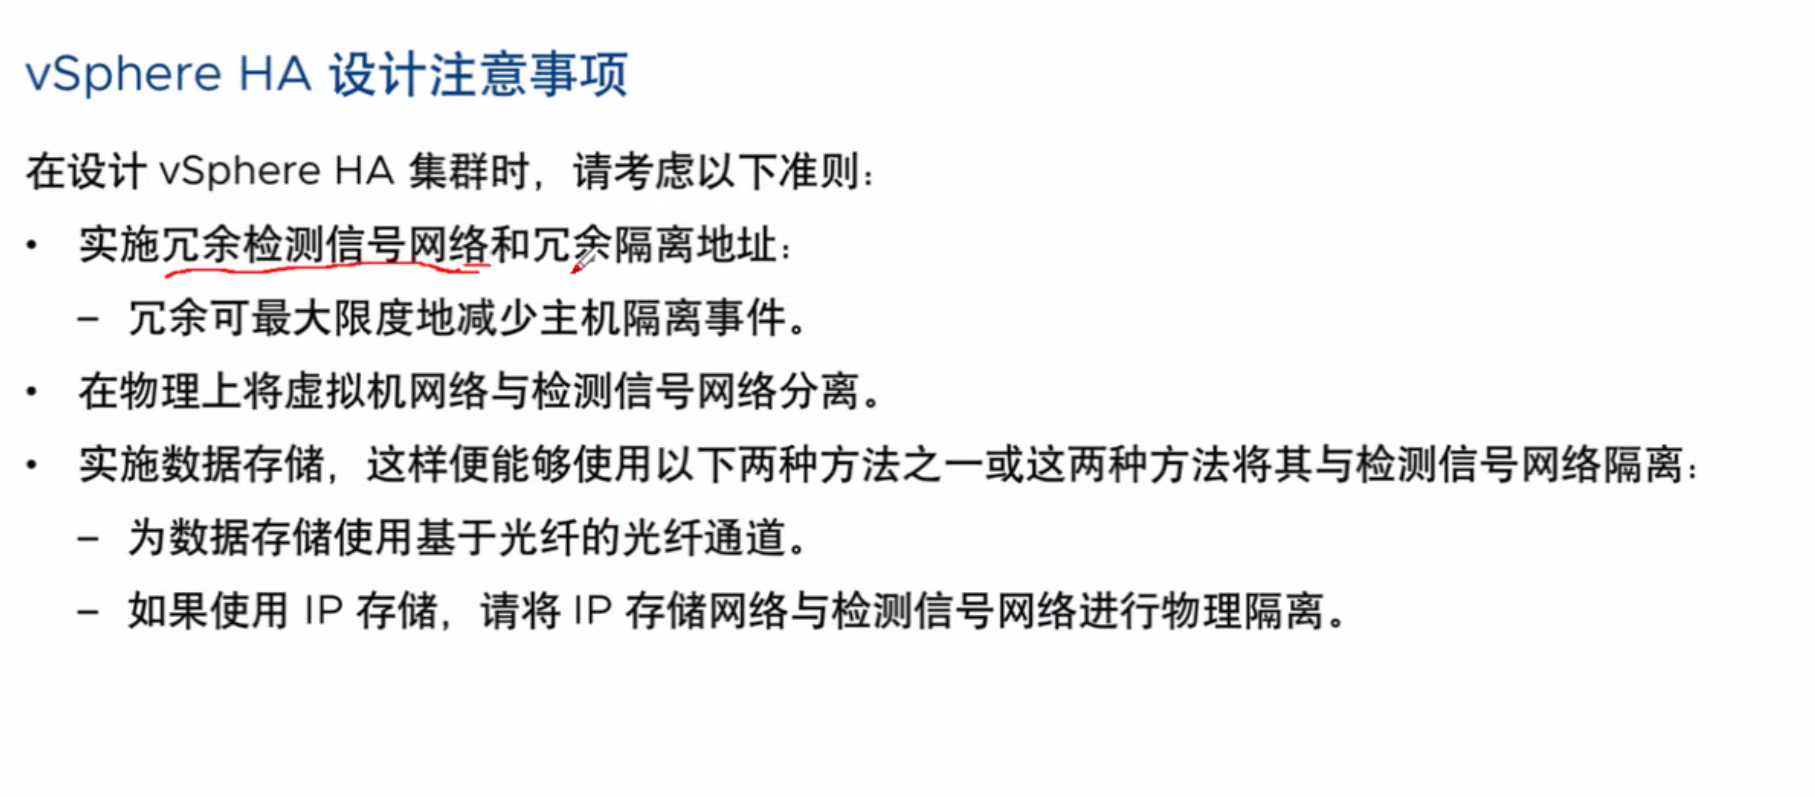 vSphere HA 设计注意事项
在设计 vSphere HA 集群时，请考虑以下准则：
• 实施冗余检测信号网络和冗余隔离地址：
– 冗余可最大限度地减少主机隔离事件。
• 在物理上将虚拟机网络与检测信号网络分离。
• 实施数据存储，这样便能够使用以下两种方法之一或这两种方法将其与检测信号网络隔离：
– 为数据存储使用基于光纤的光纤通道。
– 如果使用 IP 存储，请将 IP 存储网络与检测信号网络进行物理隔离。